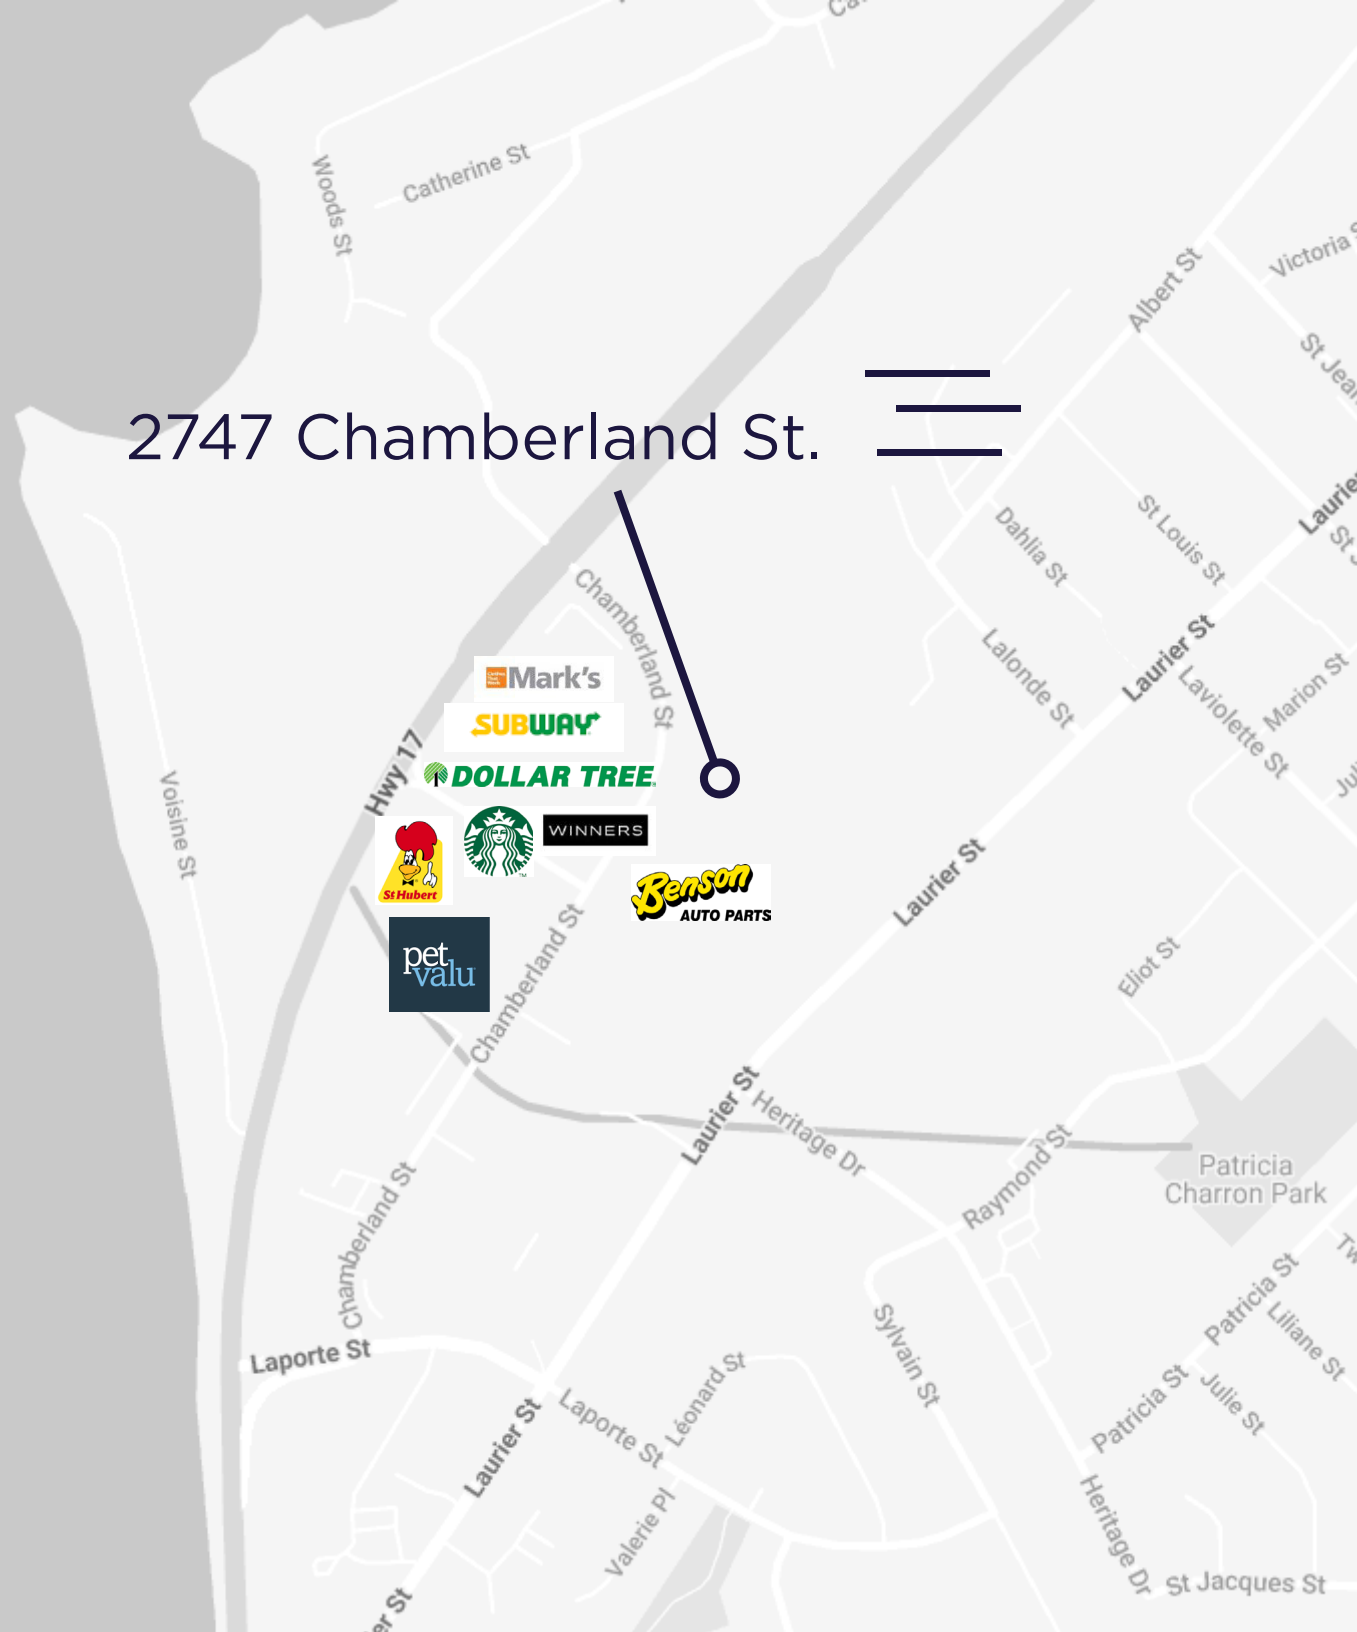 Catherine St
Woods St
Victoria
Albert St
St Jean
2747 Chamberland St.
Laurier
St Louis St
Dahlia St
Chamberland St
Laurier St
Lalonde St
Marion St
Laviolette St
Mark's
SUBWAY
Hwy 17
DOLLAR TREE
Voisine St
WINNERS
St Hubert
Benson
AUTO PARTS
Laurier St
pet
valu
Chamberland St
Eliot St
Laurier St
Heritage Dr
Raymond St
Patricia
Charron Park
Chamberland St
Patricia St
Liliane St
Laporte St
Sylvain St
Léonard St
Patricia St
Julie St
Laurier St
Laporte St
Valerie Pl
Heritage Dr
St Jacques St
er St